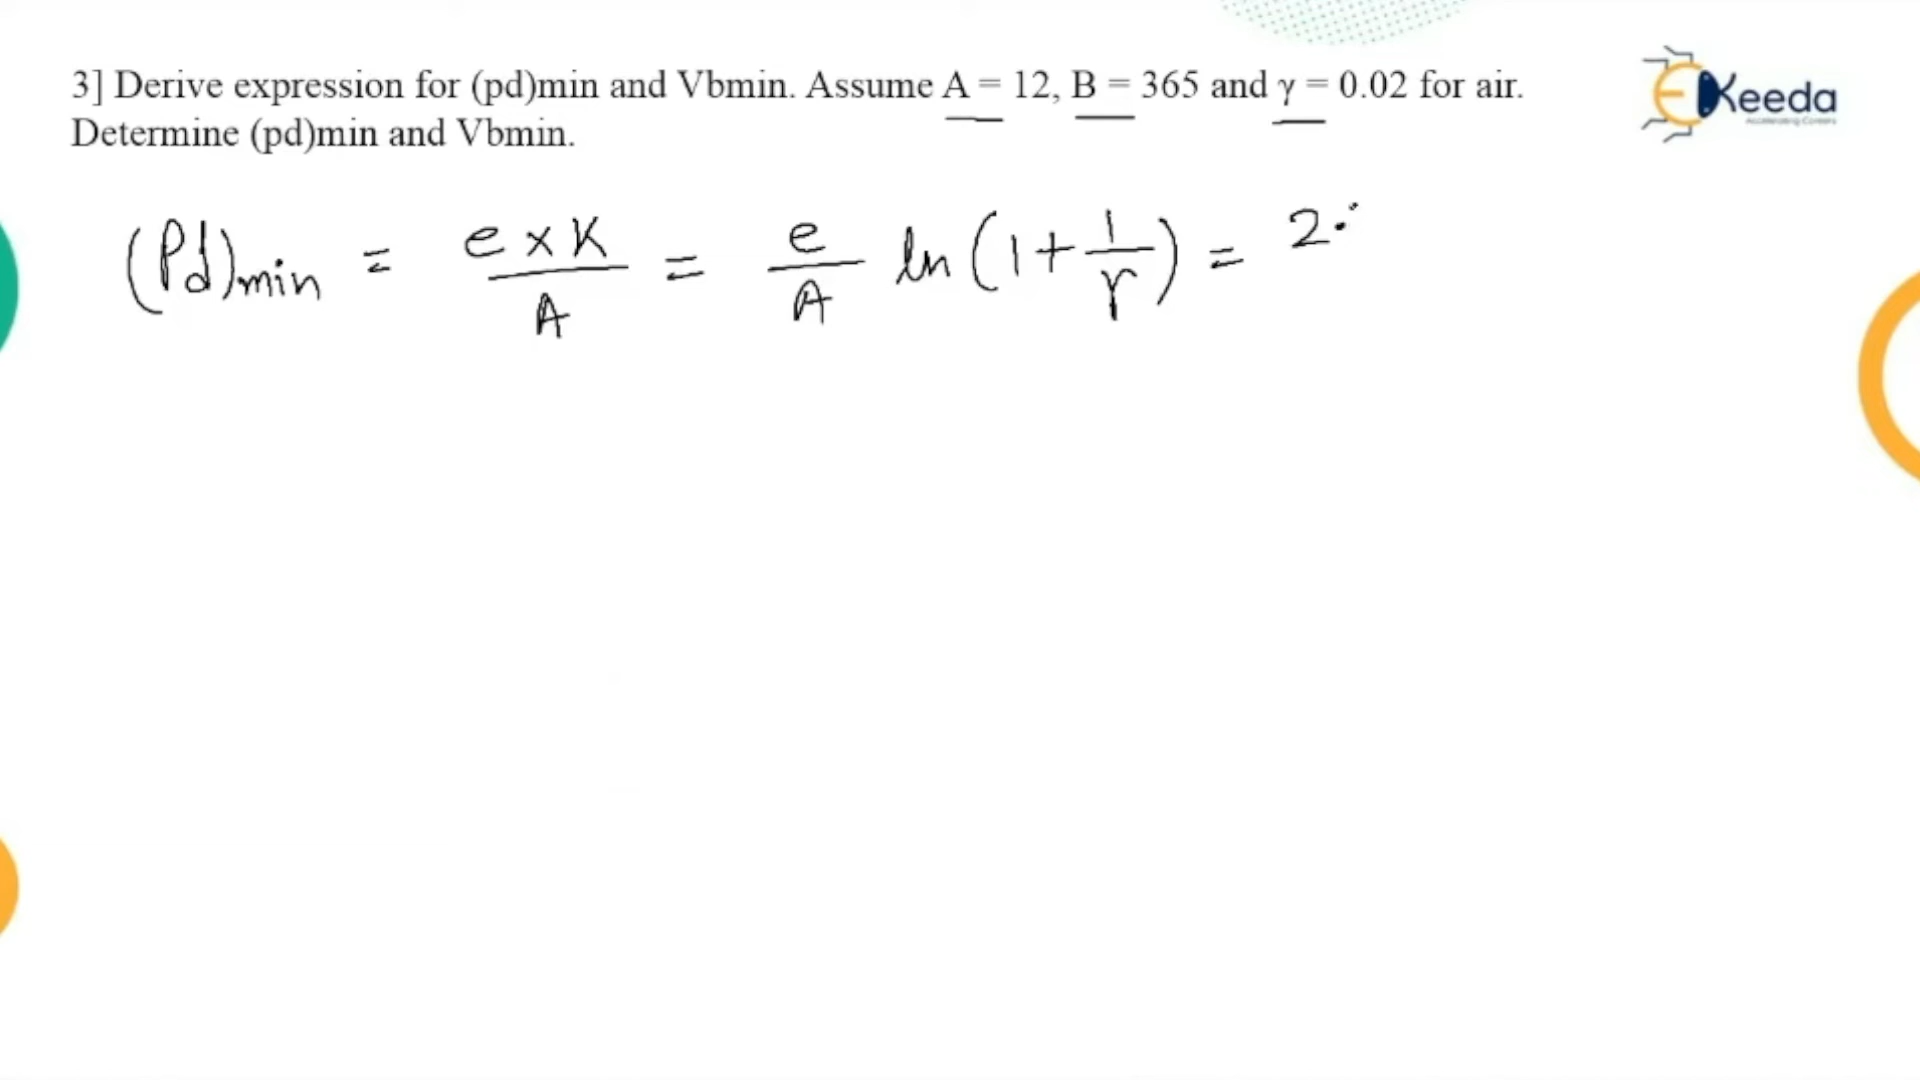 3] Derive expression for (pd)min and Vbmin. Assume A = 12, B = 365 and γ = 0.02 for air.
Determine (pd)min and Vbmin.
Keeda
(Pd)min = e x K / A = e / A ln (1 + 1 / γ) = 2.